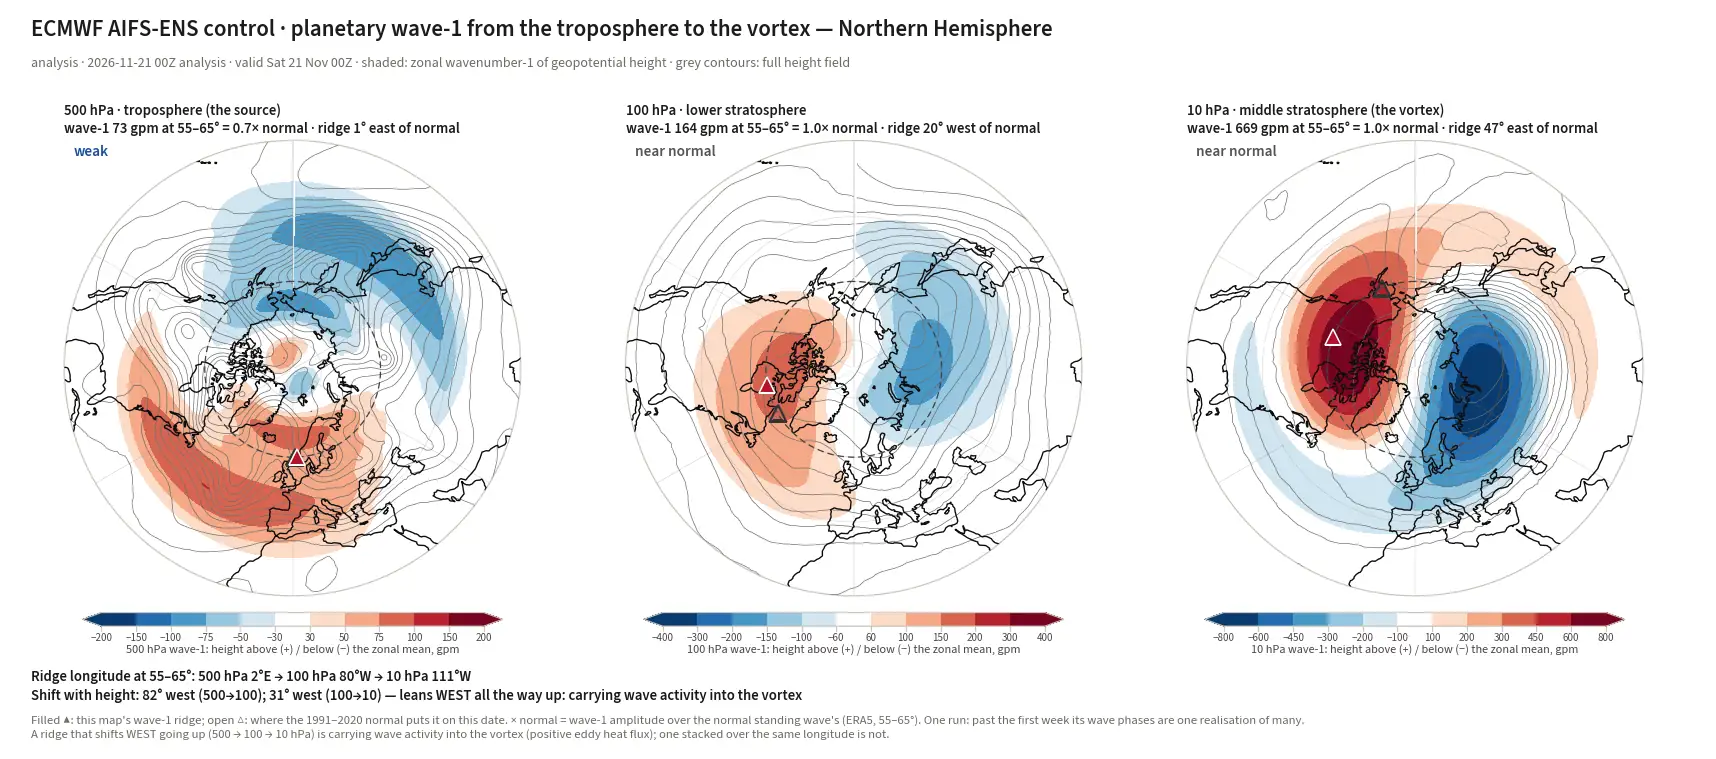 ECMWF AIFS-ENS control · planetary wave-1 from the troposphere to the vortex — Northern Hemisphere
analysis · 2026-11-21 00Z analysis · valid Sat 21 Nov 00Z · shaded: zonal wavenumber-1 of geopotential height · grey contours: full height field
500 hPa · troposphere (the source)
wave-1 73 gpm at 55–65° = 0.7× normal · ridge 1° east of normal
weak
100 hPa · lower stratosphere
wave-1 164 gpm at 55–65° = 1.0× normal · ridge 20° west of normal
near normal
10 hPa · middle stratosphere (the vortex)
wave-1 669 gpm at 55–65° = 1.0× normal · ridge 47° east of normal
near normal
−200 −150 −100 −75 −50 −30 30 50 75 100 150 200
500 hPa wave-1: height above (+) / below (−) the zonal mean, gpm
−400 −300 −200 −150 −100 −60 60 100 150 200 300 400
100 hPa wave-1: height above (+) / below (−) the zonal mean, gpm
−800 −600 −450 −300 −200 −100 100 200 300 450 600 800
10 hPa wave-1: height above (+) / below (−) the zonal mean, gpm
Ridge longitude at 55–65°: 500 hPa 2°E → 100 hPa 80°W → 10 hPa 111°W
Shift with height: 82° west (500→100); 31° west (100→10) — leans WEST all the way up: carrying wave activity into the vortex
Filled ▲: this map's wave-1 ridge; open △: where the 1991–2020 normal puts it on this date. × normal = wave-1 amplitude over the normal standing wave's (ERA5, 55–65°). One run: past the first week its wave phases are one realisation of many.
A ridge that shifts WEST going up (500 → 100 → 10 hPa) is carrying wave activity into the vortex (positive eddy heat flux); one stacked over the same longitude is not.